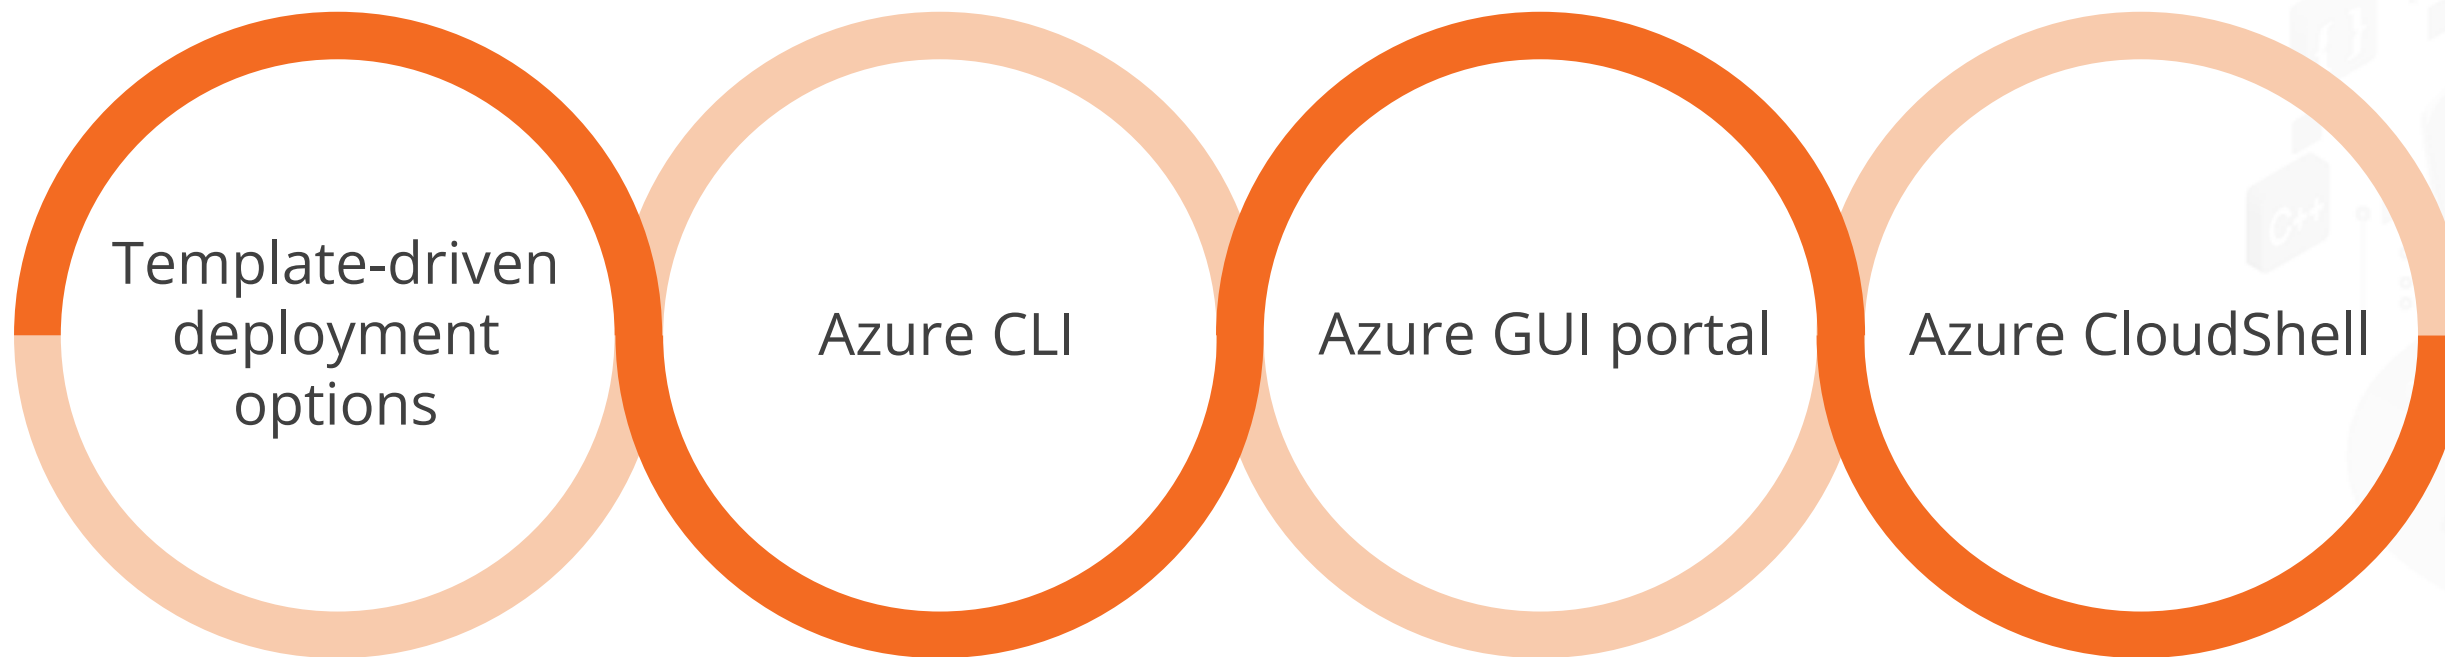 Template-driven
deployment
options
Azure CLI
Azure GUI portal
Azure CloudShell
{ }
C++